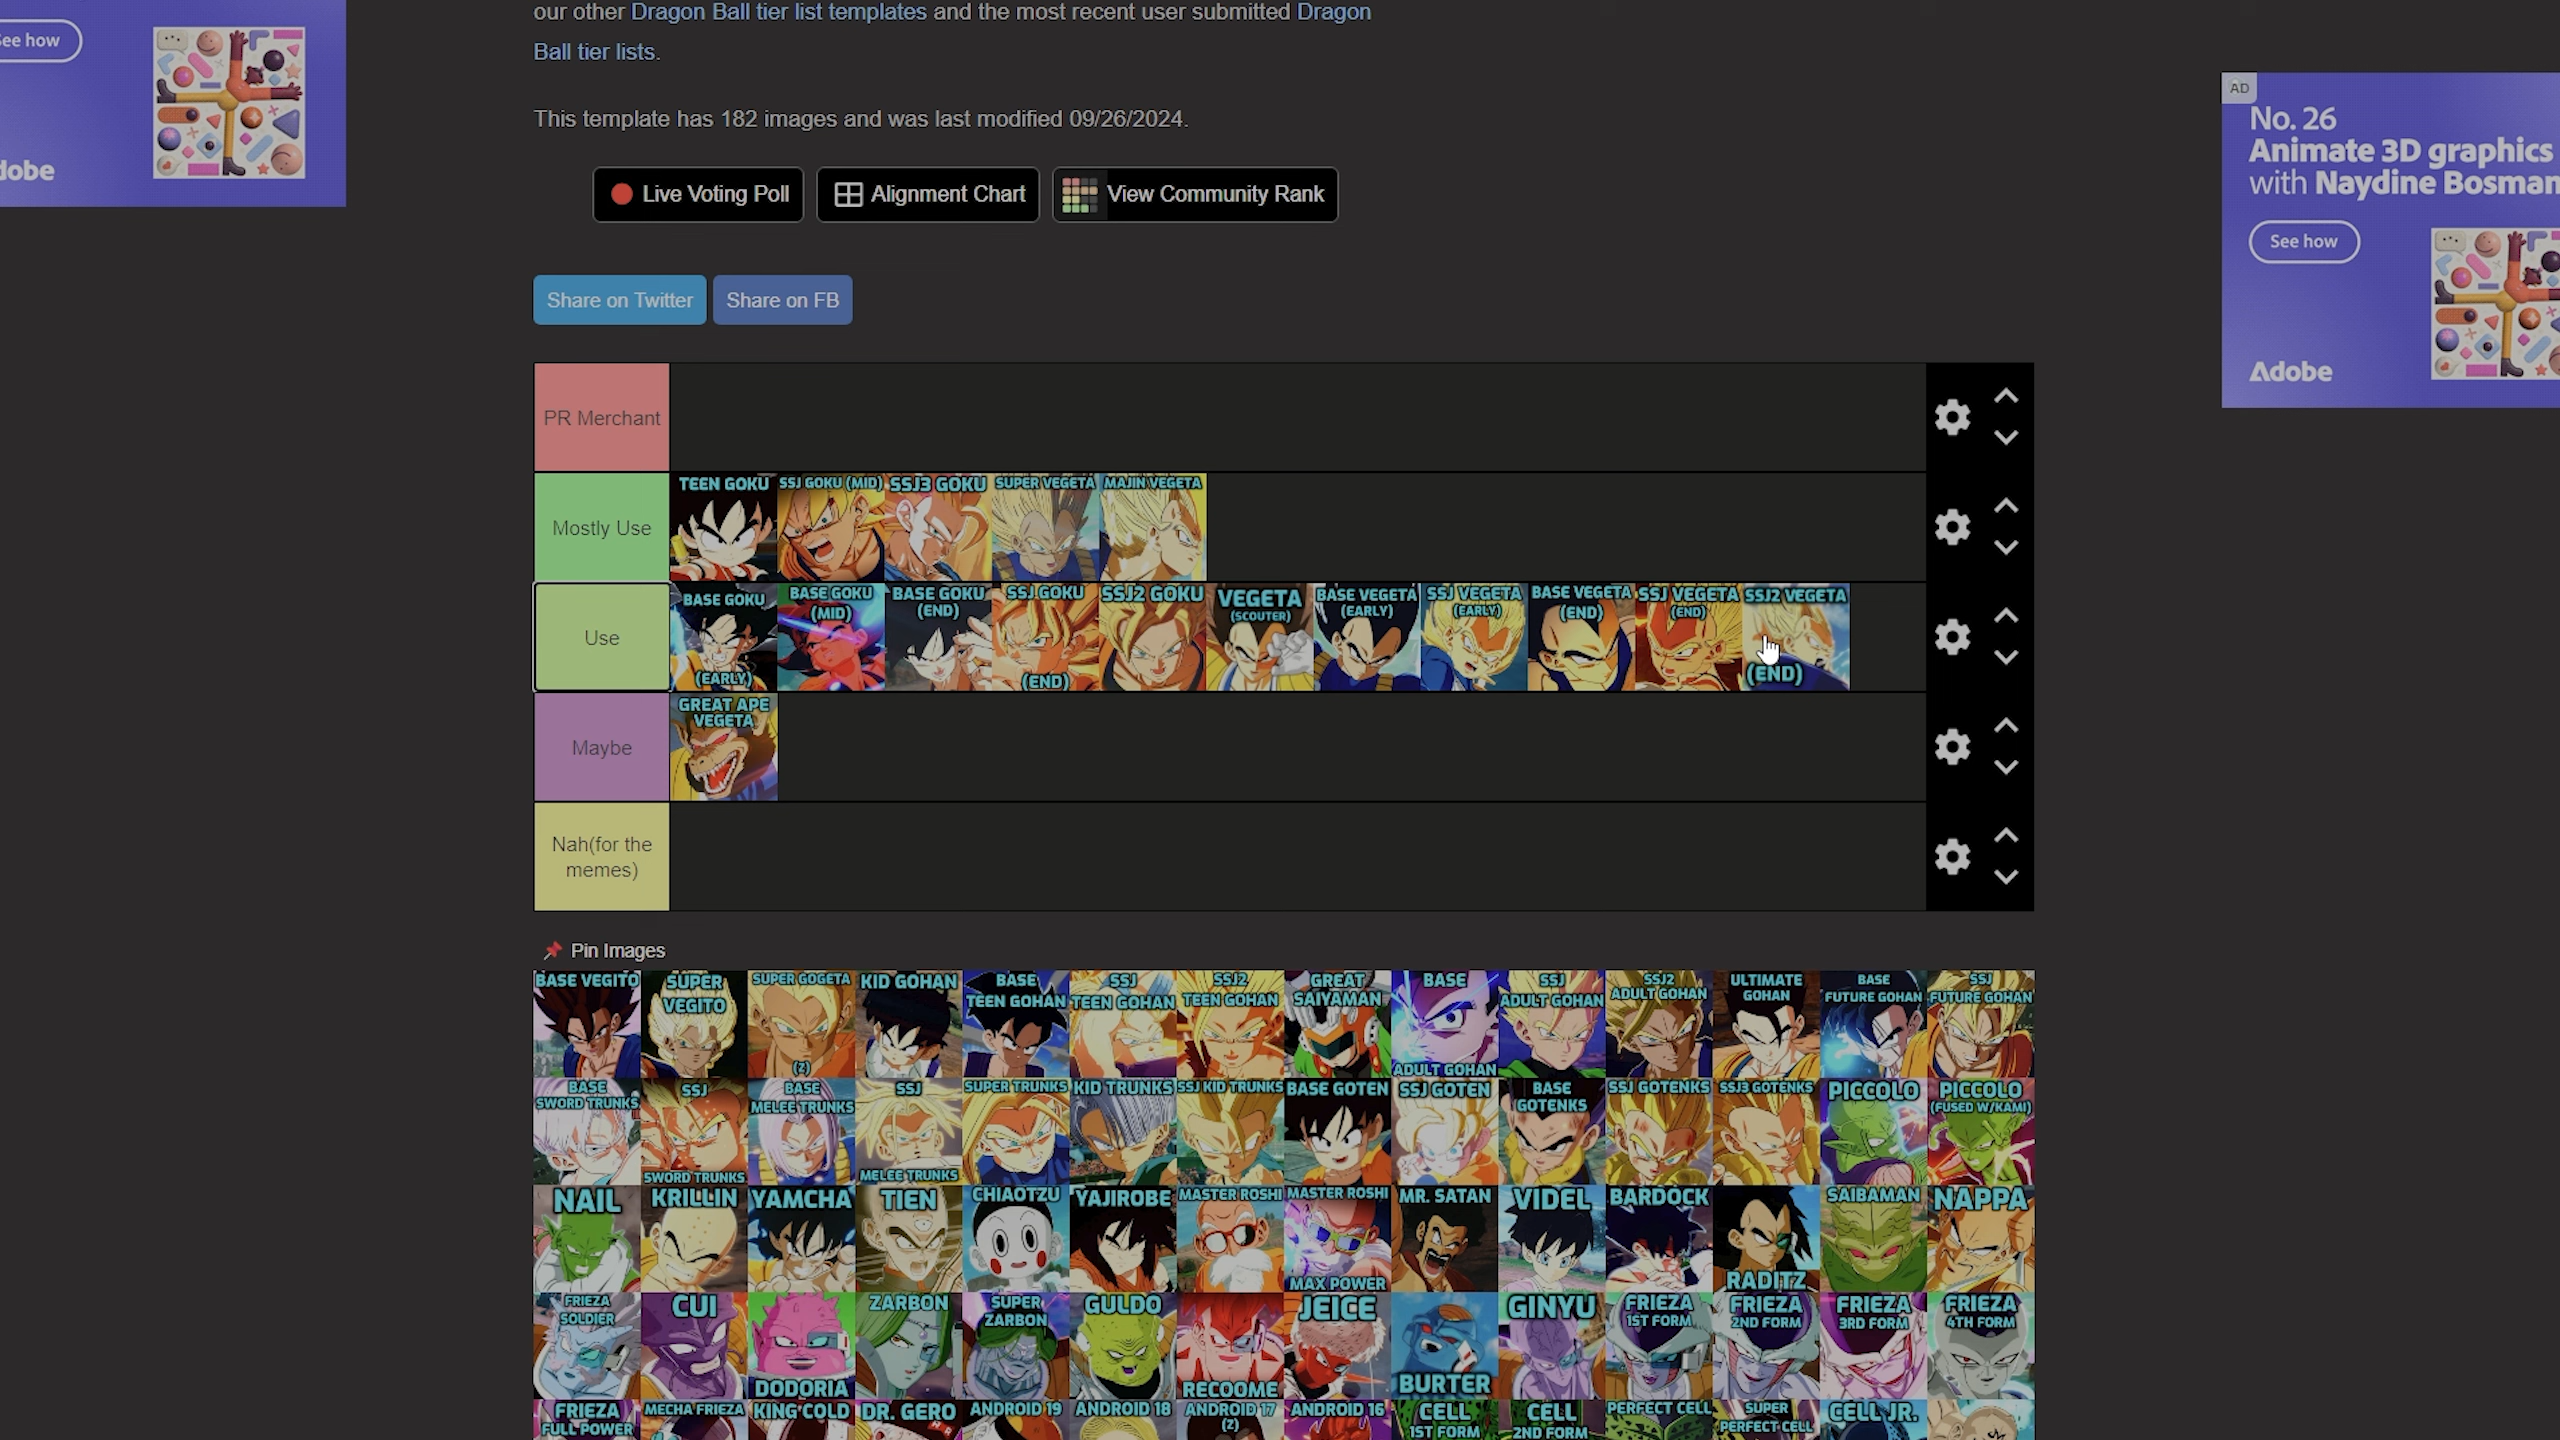 our other Dragon Ball tier list templates and the most recent user submitted Dragon
Ball tier lists.
See how
AD
No. 26
Animate 3D graphics
with Naydine Bosman
See how
Adobe
dobe
This template has 182 images and was last modified 09/26/2024.
Live Voting Poll
Alignment Chart
View Community Rank
Share on Twitter
Share on FB
PR Merchant
Mostly Use
TEEN GOKU
SSJ GOKU (MID)
SSJ3 GOKU
SUPER VEGETA
MAJIN VEGETA
Use
BASE GOKU
(EARLY)
BASE GOKU
(MID)
BASE GOKU
(END)
SSJ GOKU
(END)
SSJ2 GOKU
VEGETA
(SCOUTER)
BASE VEGETA
(EARLY)
SSJ VEGETA
(EARLY)
BASE VEGETA
(END)
SSJ VEGETA
(END)
SSJ2 VEGETA
(END)
Maybe
GREAT APE
VEGETA
Nah(for the
memes)
Pin Images
BASE VEGITO
SUPER
VEGITO
SUPER GOGETA
(Z)
KID GOHAN
BASE
TEEN GOHAN
SSJ
TEEN GOHAN
SSJ2
TEEN GOHAN
GREAT
SAIYAMAN
BASE
ADULT GOHAN
SSJ
ADULT GOHAN
SSJ2
ADULT GOHAN
ULTIMATE
GOHAN
BASE
FUTURE GOHAN
SSJ
FUTURE GOHAN
BASE
SWORD TRUNKS
SSJ
SWORD TRUNKS
BASE
MELEE TRUNKS
SSJ
MELEE TRUNKS
SUPER TRUNKS
KID TRUNKS
SSJ KID TRUNKS
BASE GOTEN
SSJ GOTEN
BASE
GOTENKS
SSJ GOTENKS
SSJ3 GOTENKS
PICCOLO
PICCOLO
(FUSED W/KAMI)
NAIL
KRILLIN
YAMCHA
TIEN
CHIAOTZU
YAJIROBE
MASTER ROSHI
MASTER ROSHI
MAX POWER
MR. SATAN
VIDEL
BARDOCK
RADITZ
SAIBAMAN
NAPPA
FRIEZA
SOLDIER
CUI
DODORIA
ZARBON
SUPER
ZARBON
GULDO
RECOOME
JEICE
BURTER
GINYU
FRIEZA
1ST FORM
FRIEZA
2ND FORM
FRIEZA
3RD FORM
FRIEZA
4TH FORM
FRIEZA
FULL POWER
MECHA FRIEZA
KING COLD
DR. GERO
ANDROID 19
ANDROID 18
ANDROID 17
(Z)
ANDROID 16
CELL
1ST FORM
CELL
2ND FORM
PERFECT CELL
SUPER
PERFECT CELL
CELL JR.